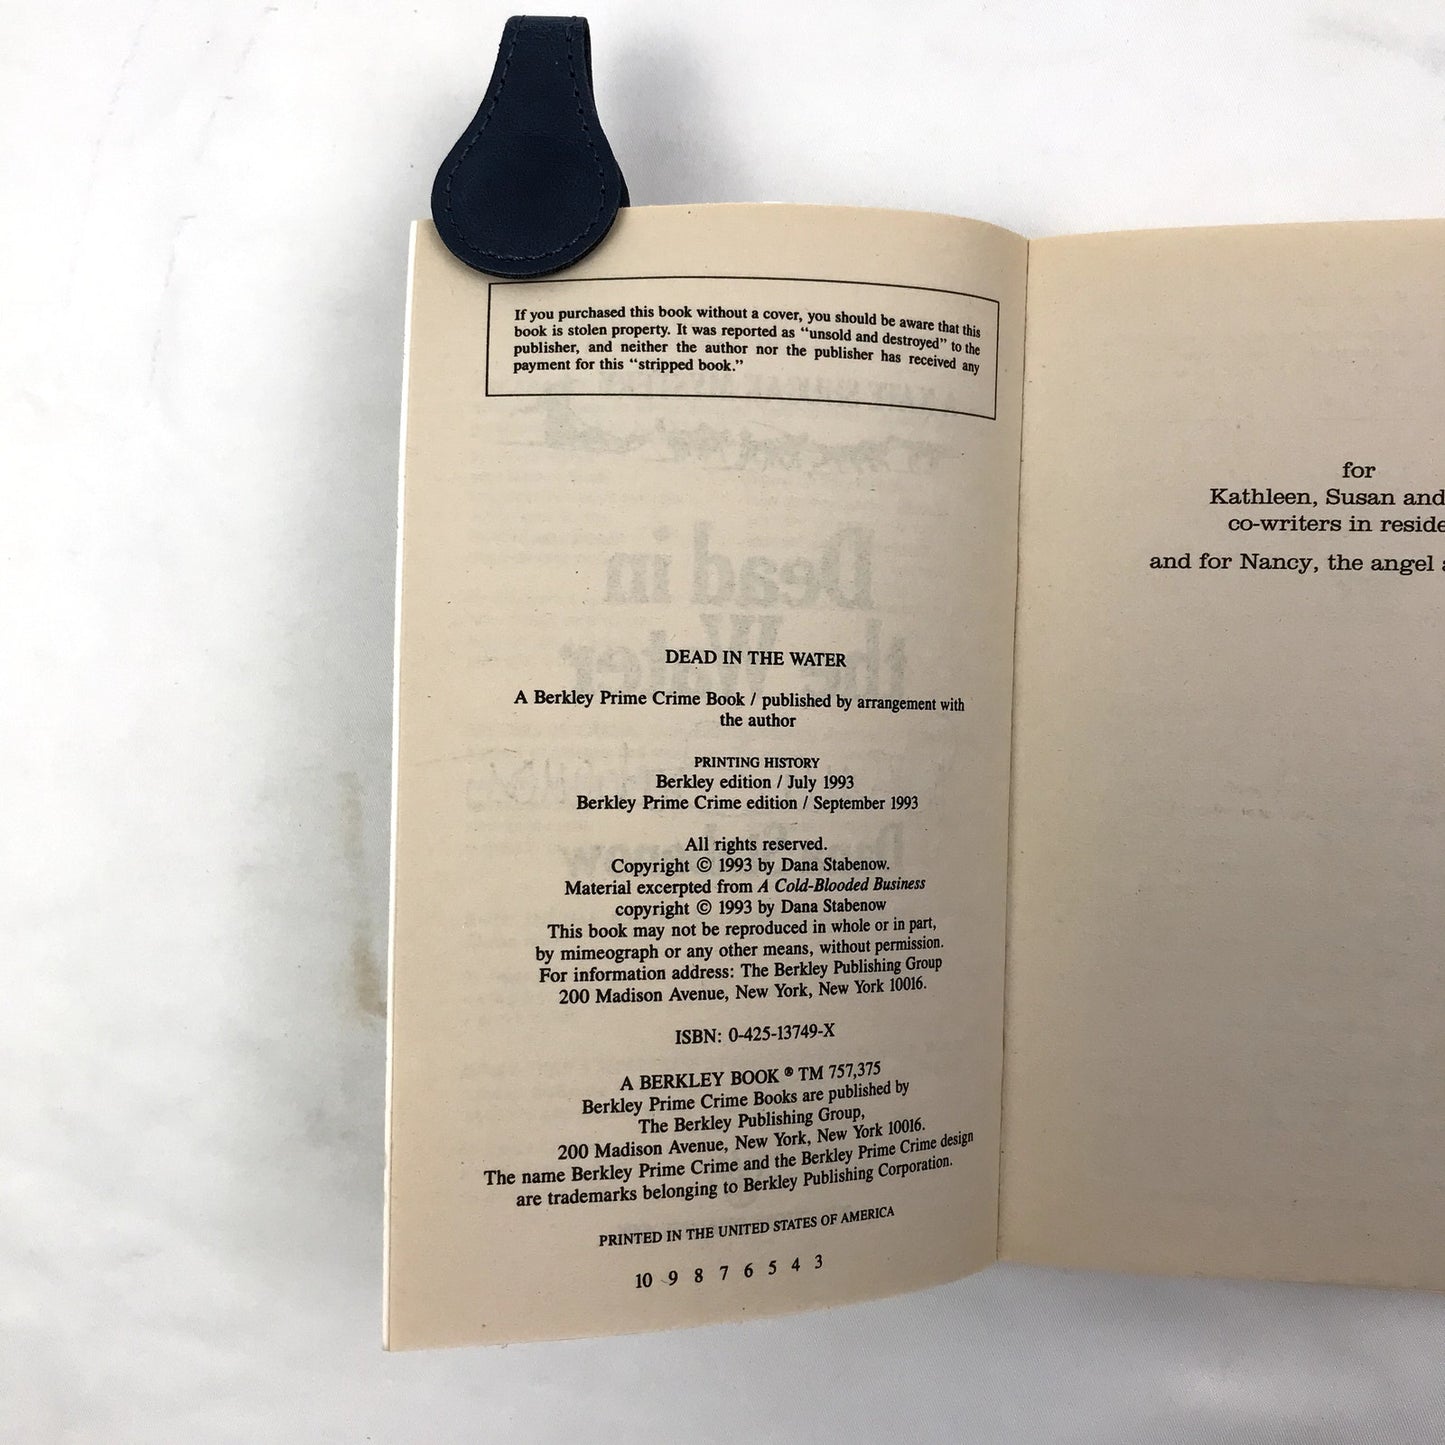 If you purchased this book without a cover, you should be aware that this
book is stolen property. It was reported as "unsold and destroyed" to the
publisher, and neither the author nor the publisher has received any
payment for this "stripped book."
DEAD IN THE WATER
A Berkley Prime Crime Book / published by arrangement with
the author
PRINTING HISTORY
Berkley edition / July 1993
Berkley Prime Crime edition / September 1993
All rights reserved.
Copyright © 1993 by Dana Stabenow.
Material excerpted from A Cold-Blooded Business
copyright © 1993 by Dana Stabenow
This book may not be reproduced in whole or in part,
by mimeograph or any other means, without permission.
For information address: The Berkley Publishing Group
200 Madison Avenue, New York, New York 10016.
ISBN: 0-425-13749-X
A BERKLEY BOOK ® TM 757,375
Berkley Prime Crime Books are published by
The Berkley Publishing Group,
200 Madison Avenue, New York, New York 10016.
The name Berkley Prime Crime and the Berkley Prime Crime design
are trademarks belonging to Berkley Publishing Corporation.
PRINTED IN THE UNITED STATES OF AMERICA
10 9 8 7 6 5 4 3
for
Kathleen, Susan and
co-writers in
and for Nancy, the angel